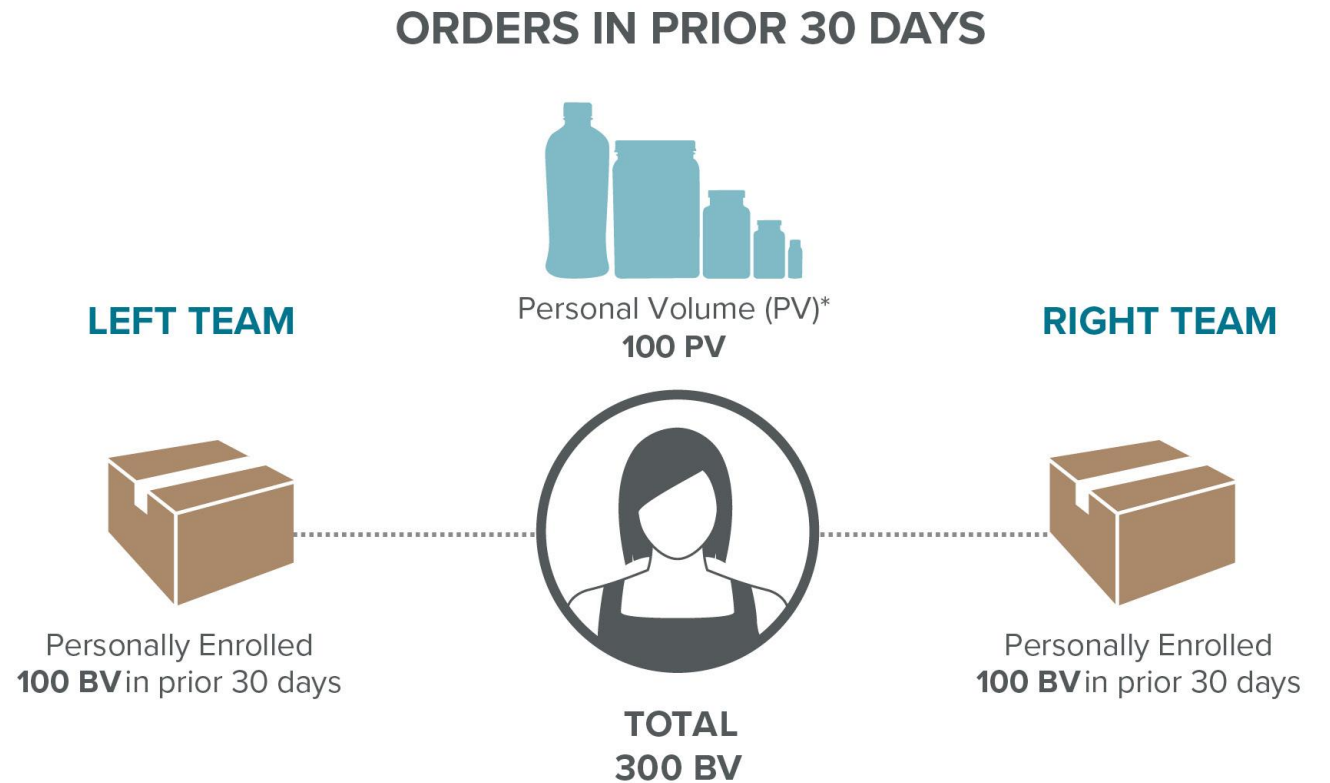 ORDERS IN PRIOR 30 DAYS
Personal Volume (PV)*
100 PV
LEFT TEAM
RIGHT TEAM
Personally Enrolled
100 BV in prior 30 days
Personally Enrolled
100 BV in prior 30 days
TOTAL
300 BV